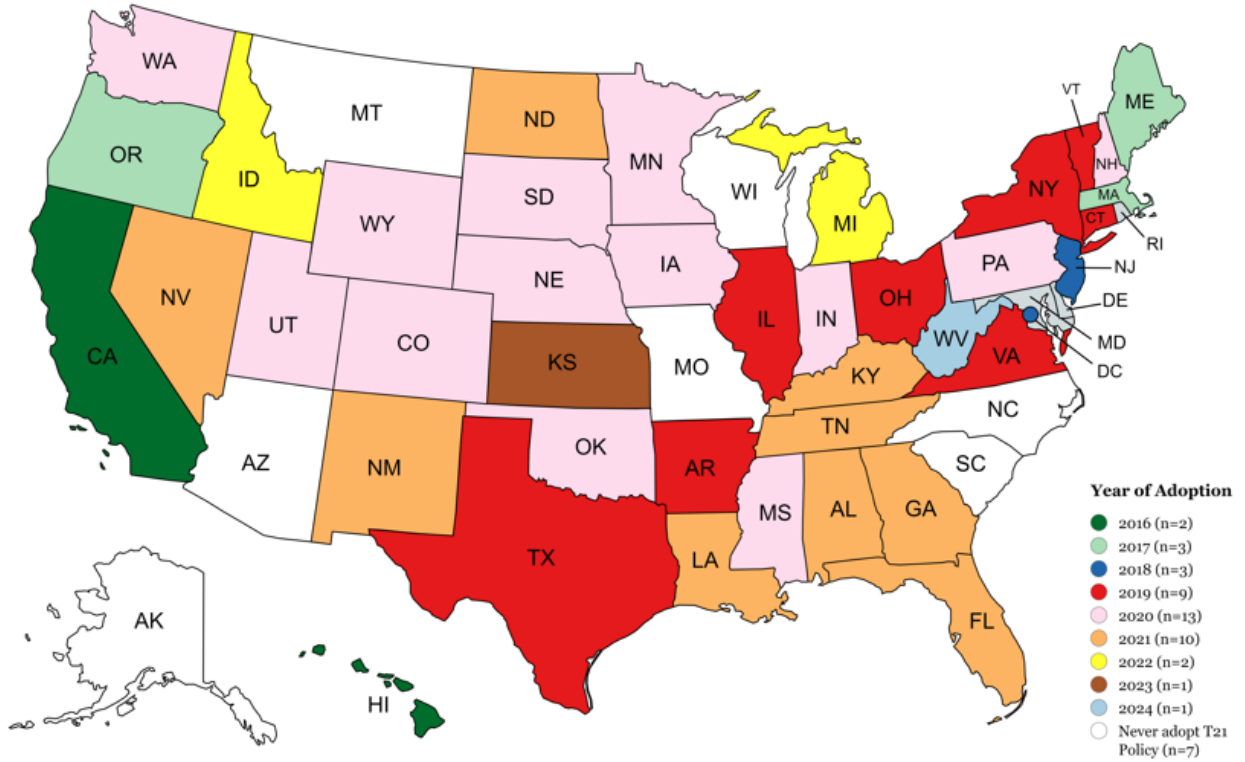 WA
MT
ND
MN
VT
ME
OR
ID
SD
WI
NH
NY
MA
WY
MI
CT
RI
IA
PA
NE
NJ
NV
OH
IL
IN
DE
UT
CO
WV
MD
CA
KS
MO
VA
DC
KY
NC
TN
OK
AZ
NM
AR
SC
MS
AL
GA
TX
LA
FL
AK
HI
Year of Adoption
2016 (n=2)
2017 (n=3)
2018 (n=3)
2019 (n=9)
2020 (n=13)
2021 (n=10)
2022 (n=2)
2023 (n=1)
2024 (n=1)
Never adopt T21
Policy (n=7)